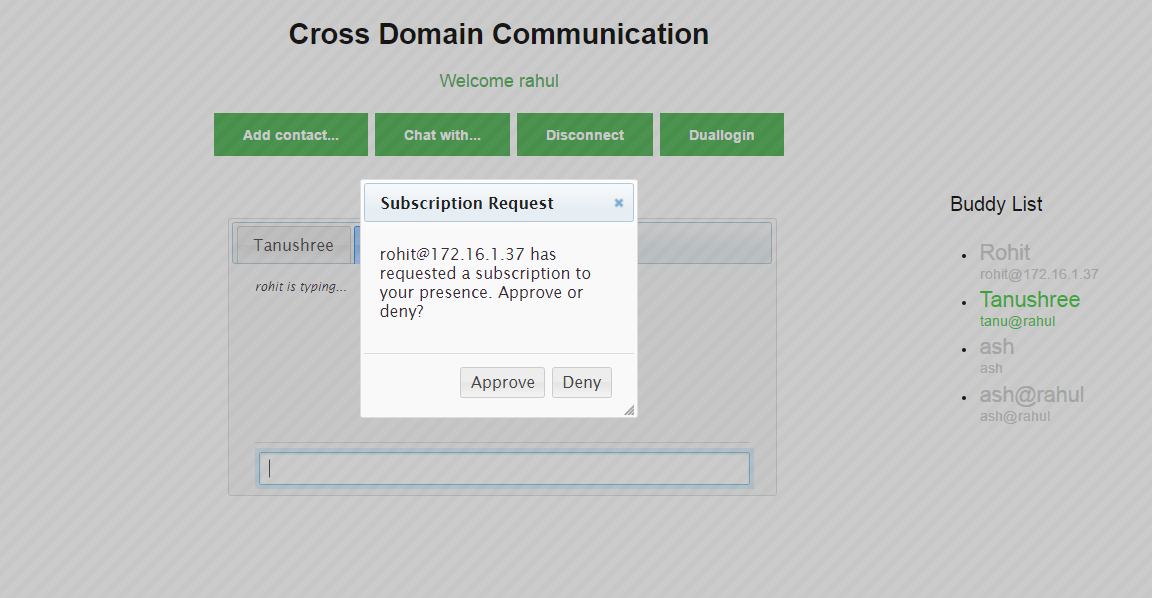 Cross Domain Communication
Welcome rahul
Add contact... Chat with... Disconnect Duallogin
Subscription Request
rohit@172.16.1.37 has
requested a subscription to
your presence. Approve or
deny?
Approve Deny
Tanushree
rohit is typing...
Buddy List
Rohit
rohit@172.16.1.37
Tanushree
tanu@rahul
ash
ash
ash@rahul
ash@rahul